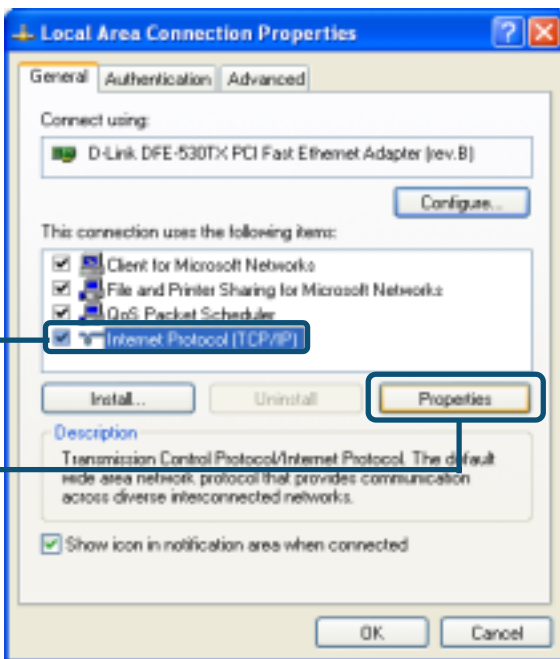 Local Area Connection Properties
General Authentication Advanced
Connect using:
D-Link DFE-530TX PCI Fast Ethernet Adapter (rev.B)
Configure...
This connection uses the following items:
Client for Microsoft Networks
File and Printer Sharing for Microsoft Networks
QoS Packet Scheduler
Internet Protocol (TCP/IP)
Install... Uninstall Properties
Description
Transmission Control Protocol/Internet Protocol. The default
wide area network protocol that provides communication
across diverse interconnected networks.
Show icon in notification area when connected
OK Cancel